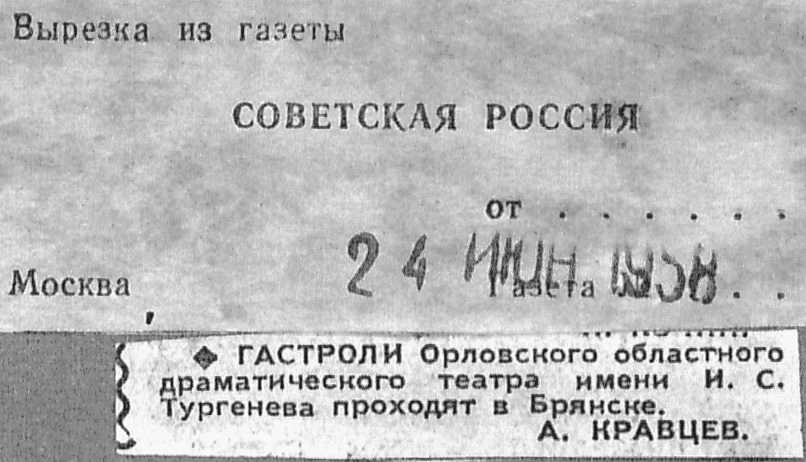 Вырезка из газеты
СОВЕТСКАЯ РОССИЯ
от . . . . . .
24 ИЮН 1958
Москва Газета . .
◆ ГАСТРОЛИ Орловского областного
драматического театра имени И. С.
Тургенева проходят в Брянске.
А. КРАВЦЕВ.